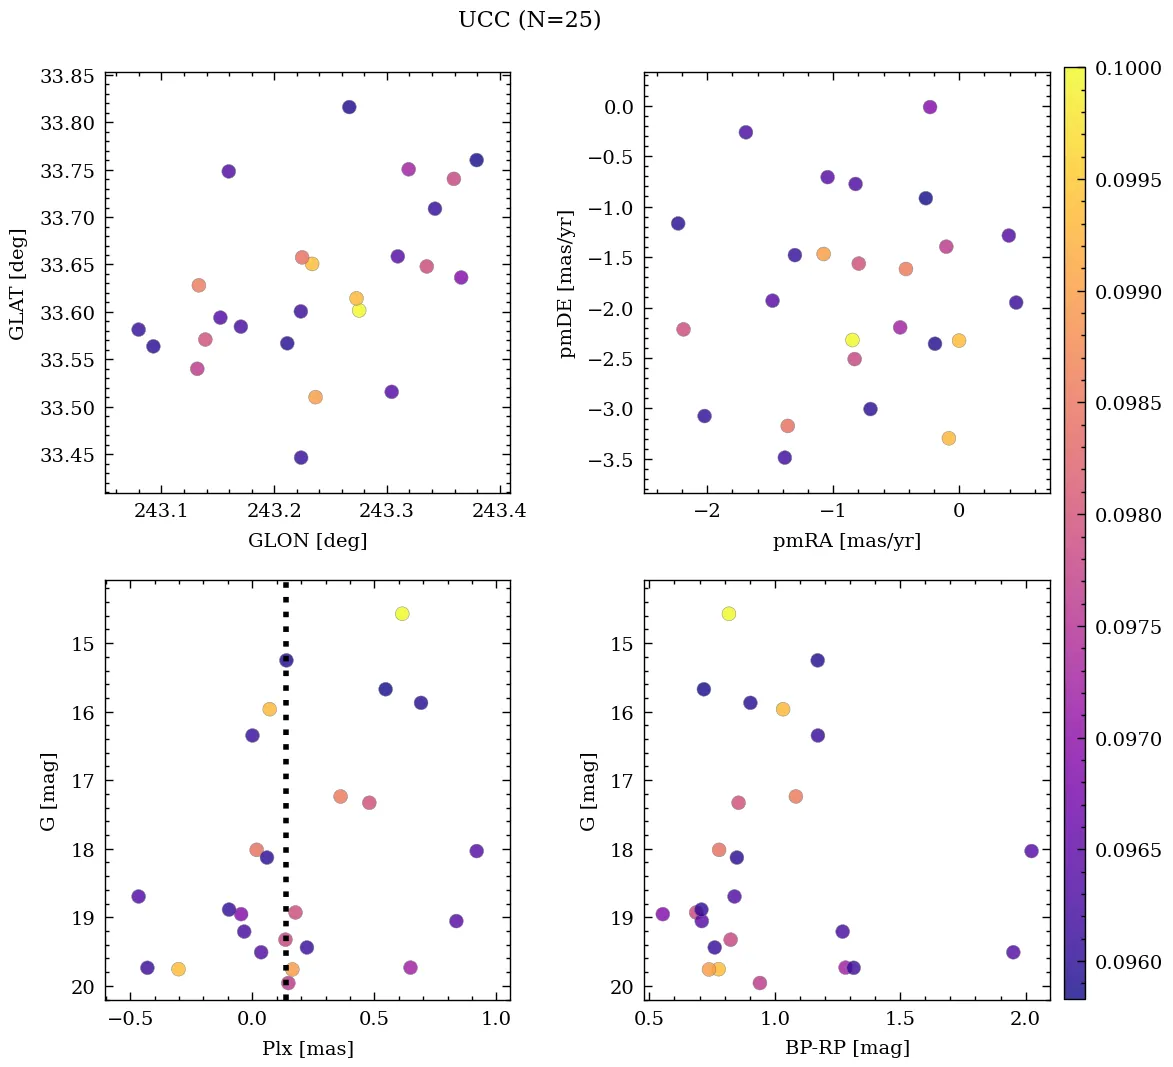 UCC (N=25)
33.85
33.80
33.75
33.70
33.65
33.60
33.55
33.50
33.45
GLAT [deg]
243.1 243.2 243.3 243.4
GLON [deg]
0.0
−0.5
−1.0
−1.5
−2.0
−2.5
−3.0
−3.5
pmDE [mas/yr]
−2 −1 0
pmRA [mas/yr]
15
16
17
18
19
20
G [mag]
−0.5 0.0 0.5 1.0
Plx [mas]
15
16
17
18
19
20
G [mag]
0.5 1.0 1.5 2.0
BP-RP [mag]
0.1000
0.0995
0.0990
0.0985
0.0980
0.0975
0.0970
0.0965
0.0960